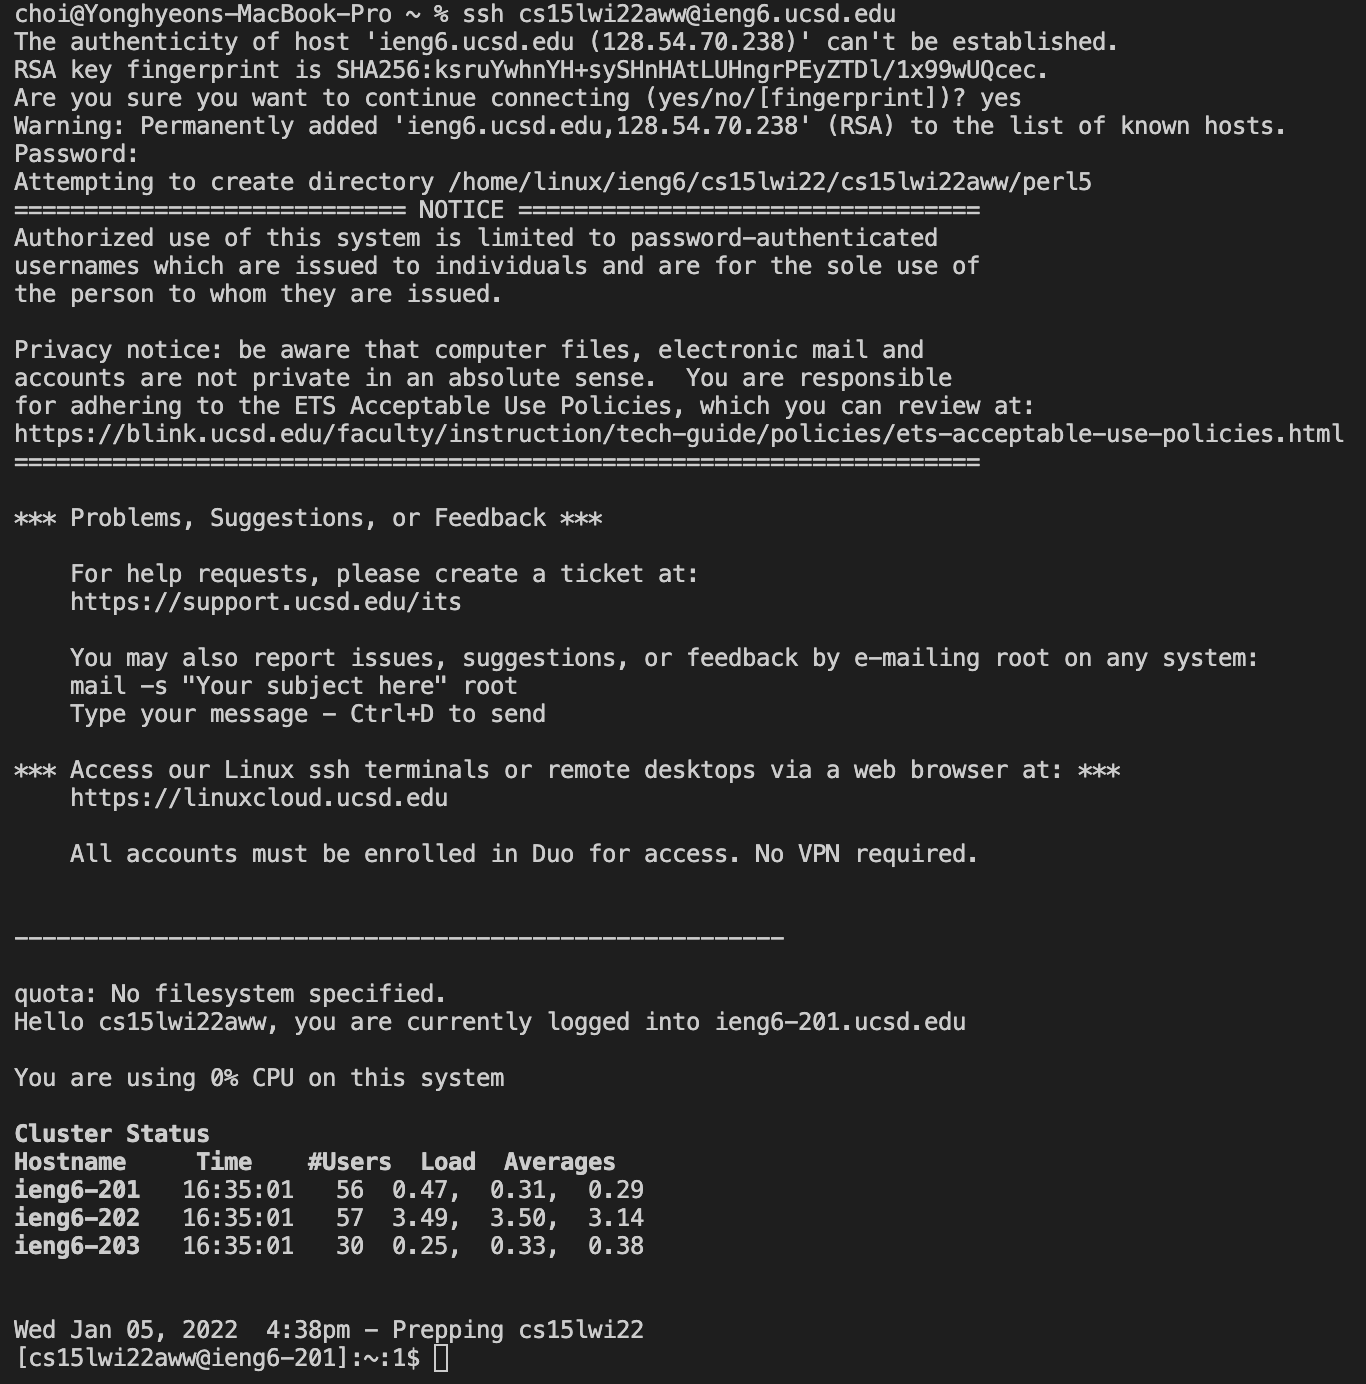 choi@Yonghyeons-MacBook-Pro ~ % ssh cs15lwi22aww@ieng6.ucsd.edu
The authenticity of host 'ieng6.ucsd.edu (128.54.70.238)' can't be established.
RSA key fingerprint is SHA256:ksruYwhnYH+sySHnHAtLUHngrPEyZTDl/1x99wUQcec.
Are you sure you want to continue connecting (yes/no/[fingerprint])? yes
Warning: Permanently added 'ieng6.ucsd.edu,128.54.70.238' (RSA) to the list of known hosts.
Password:
Attempting to create directory /home/linux/ieng6/cs15lwi22/cs15lwi22aww/perl5
============================ NOTICE =================================
Authorized use of this system is limited to password-authenticated
usernames which are issued to individuals and are for the sole use of
the person to whom they are issued.

Privacy notice: be aware that computer files, electronic mail and
accounts are not private in an absolute sense.  You are responsible
for adhering to the ETS Acceptable Use Policies, which you can review at:
https://blink.ucsd.edu/faculty/instruction/tech-guide/policies/ets-acceptable-use-policies.html
=====================================================================

*** Problems, Suggestions, or Feedback ***

    For help requests, please create a ticket at:
    https://support.ucsd.edu/its

    You may also report issues, suggestions, or feedback by e-mailing root on any system:
    mail -s "Your subject here" root
    Type your message - Ctrl+D to send

*** Access our Linux ssh terminals or remote desktops via a web browser at: ***
    https://linuxcloud.ucsd.edu

    All accounts must be enrolled in Duo for access. No VPN required.

-------------------------------------------------------

quota: No filesystem specified.
Hello cs15lwi22aww, you are currently logged into ieng6-201.ucsd.edu

You are using 0% CPU on this system

Cluster Status
Hostname     Time    #Users  Load  Averages
ieng6-201   16:35:01   56  0.47,  0.31,  0.29
ieng6-202   16:35:01   57  3.49,  3.50,  3.14
ieng6-203   16:35:01   30  0.25,  0.33,  0.38

Wed Jan 05, 2022  4:38pm - Prepping cs15lwi22
[cs15lwi22aww@ieng6-201]:~:1$